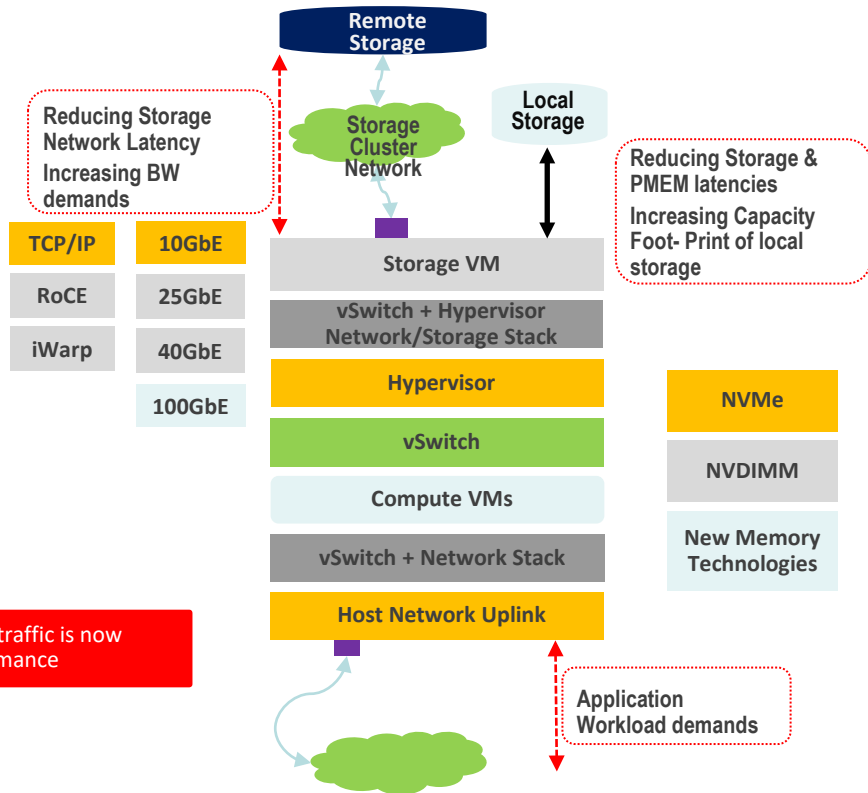 Remote
Storage
Reducing Storage
Network Latency
Increasing BW
demands
Storage
Cluster
Network
Local
Storage
Reducing Storage &
PMEM latencies
Increasing Capacity
Foot- Print of local
storage
TCP/IP
10GbE
RoCE
25GbE
iWarp
40GbE
100GbE
Storage VM
vSwitch + Hypervisor
Network/Storage Stack
Hypervisor
vSwitch
Compute VMs
vSwitch + Network Stack
Host Network Uplink
NVMe
NVDIMM
New Memory
Technologies
traffic is now
mance
Application
Workload demands